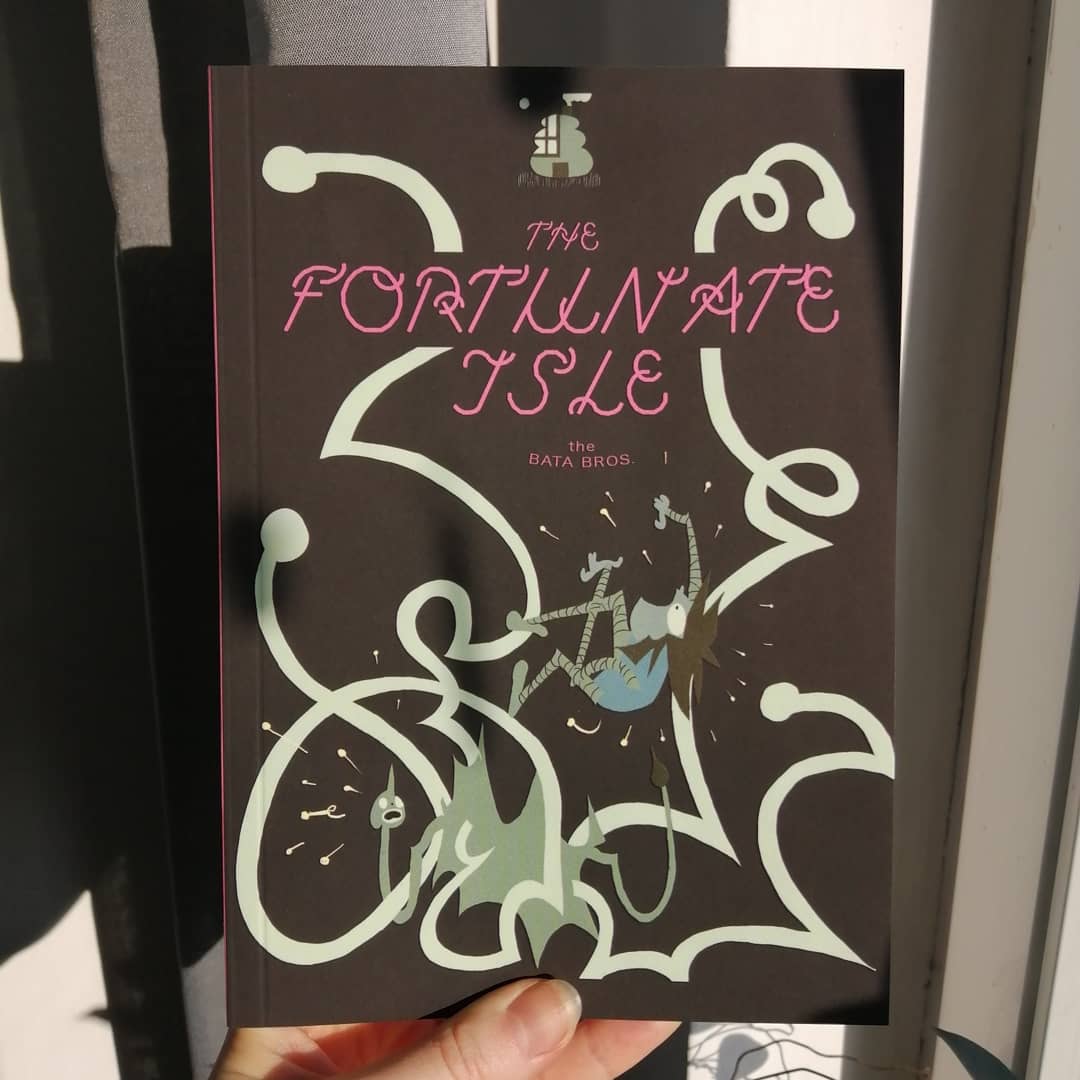 THE
FORTUNATE
ISLE
the
BATA BROS.